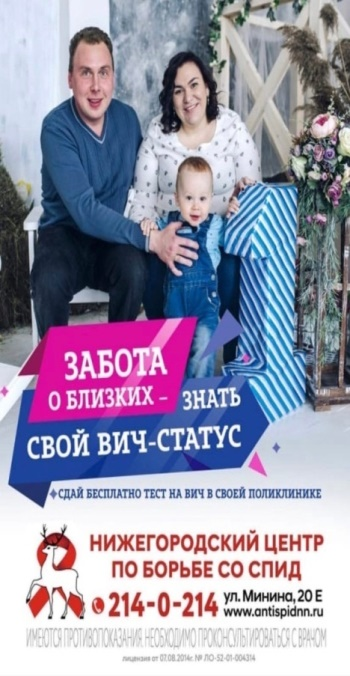 ЗАБОТА
О БЛИЗКИХ – ЗНАТЬ
СВОЙ ВИЧ-СТАТУС
СДАЙ БЕСПЛАТНО ТЕСТ НА ВИЧ В СВОЕЙ ПОЛИКЛИНИКЕ
НИЖЕГОРОДСКИЙ ЦЕНТР
ПО БОРЬБЕ СО СПИД
214-0-214 ул. Минина, 20 Е
www.antispidnn.ru
ИМЕЮТСЯ ПРОТИВОПОКАЗАНИЯ. НЕОБХОДИМО ПРОКОНСУЛЬТИРОВАТЬСЯ С ВРАЧОМ
лицензия от 07.08.2014г. № ЛО-52-01-004314